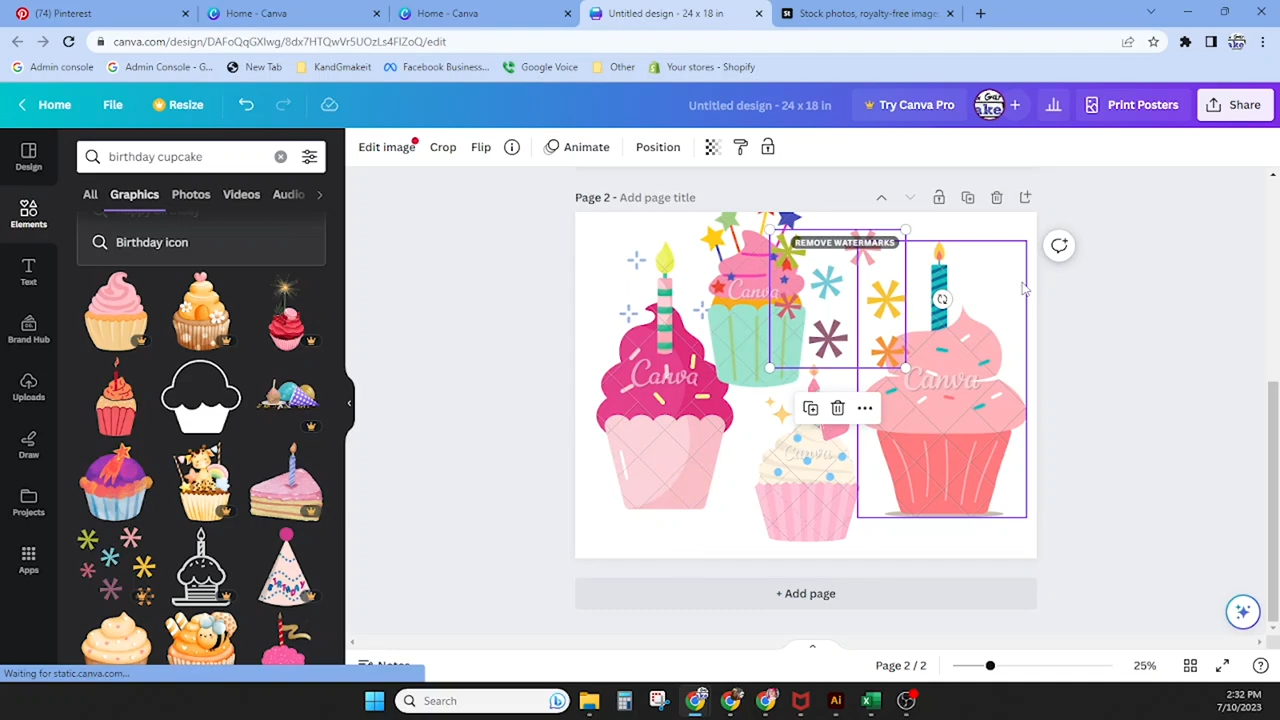 (74) Pinterest
Home - Canva
Home - Canva
Untitled design - 24 x 18 in
Stock photos, royalty-free image
canva.com/design/DAFoQqGXlwg/8dx7HTQwVr5UOzLs4FIZoQ/edit
Admin console
Admin Console - G...
New Tab
KandGmakeit
Facebook Business...
Google Voice
Other
Your stores - Shopify
Home
File
Resize
Untitled design - 24 x 18 in
Try Canva Pro
Print Posters
Share
Design
Elements
Text
Brand Hub
Uploads
Draw
Projects
Apps
birthday cupcake
All
Graphics
Photos
Videos
Audio
Birthday icon
Edit image
Crop
Flip
Animate
Position
Page 2 - Add page title
REMOVE WATERMARKS
Canva
Canva
Canva
Canva
+ Add page
Notes
Page 2 / 2
25%
Waiting for static.canva.com...
Search
2:32 PM
7/10/2023